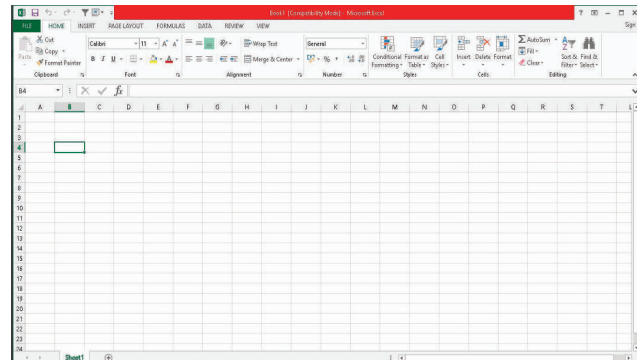 Book1 [Compatibility Mode] - Microsoft Excel
FILE HOME INSERT PAGE LAYOUT FORMULAS DATA REVIEW VIEW Sign
Cut
Copy
Format Painter
Paste
Clipboard
Calibri 11
B I U
Font
Wrap Text
Merge & Center
Alignment
General
%
Number
Conditional Formatting
Format as Table
Cell Styles
Styles
Insert Delete Format
Cells
AutoSum
Fill
Clear
Sort & Filter
Find & Select
Editing
B4 fx
A B C D E F G H I J K L M N O P Q R S T
1
2
3
4
5
6
7
8
9
10
11
12
13
14
15
16
17
18
19
20
21
22
23
24
Sheet1